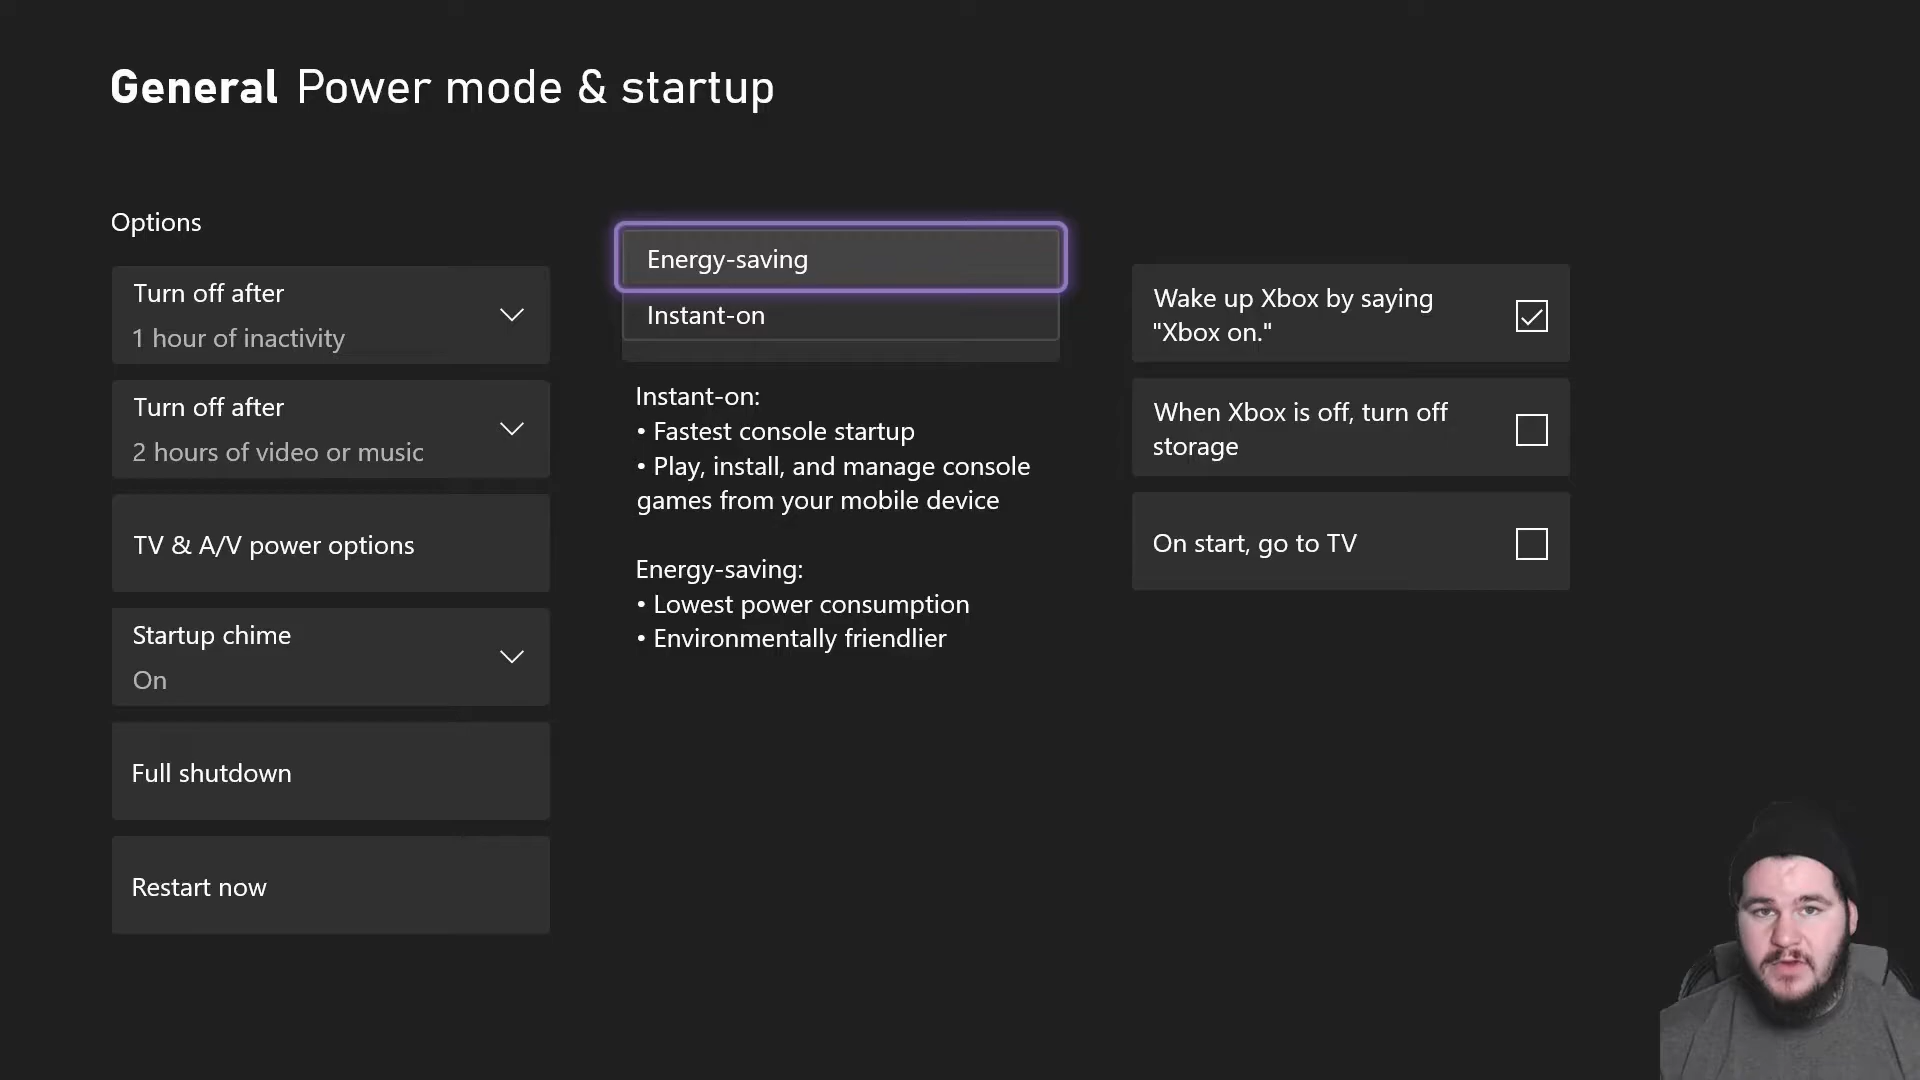 General Power mode & startup
Options
Turn off after
1 hour of inactivity
Turn off after
2 hours of video or music
TV & A/V power options
Startup chime
On
Full shutdown
Restart now
Energy-saving
Instant-on
Instant-on:
• Fastest console startup
• Play, install, and manage console
games from your mobile device
Energy-saving:
• Lowest power consumption
• Environmentally friendlier
Wake up Xbox by saying
"Xbox on."
When Xbox is off, turn off
storage
On start, go to TV